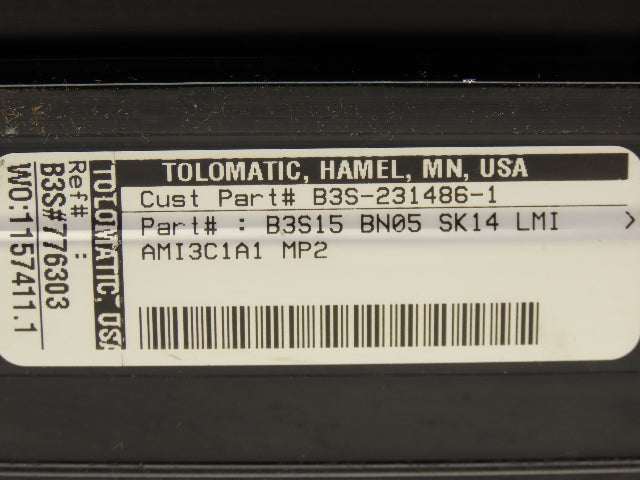 TOLOMATIC, HAMEL, MN, USA
Cust Part# B3S-231486-1
Part# : B3S15 BN05 SK14 LMI >
AMI3C1A1 MP2
TOLOMATIC, USA
Ref# :
B3S#776303
WO:1157411.1